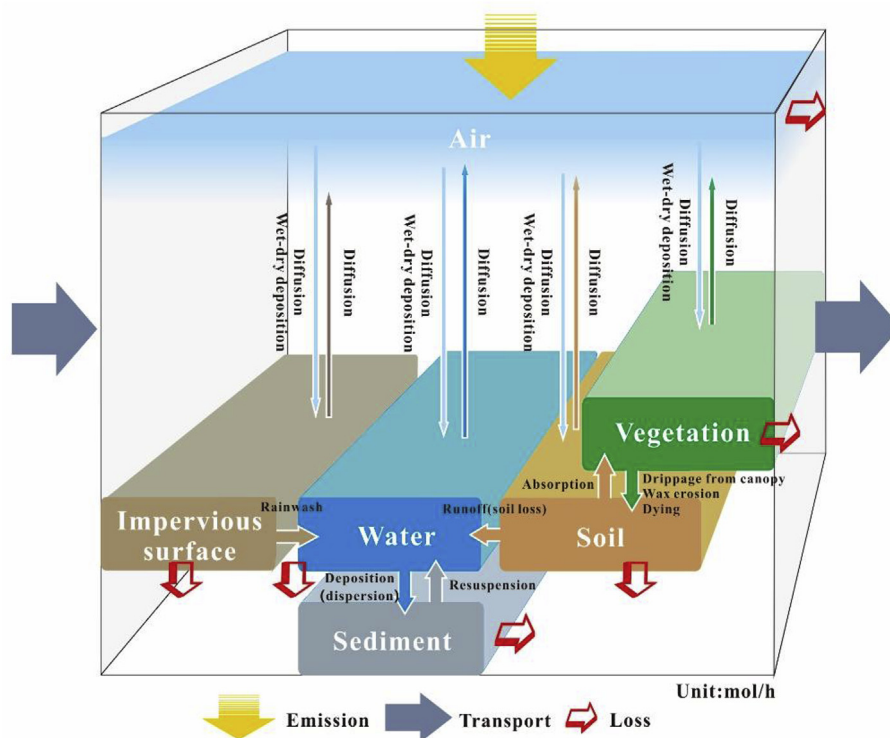 Air
Diffusion
Wet-dry deposition
Diffusion
Diffusion
Wet-dry deposition
Diffusion
Diffusion
Wet-dry deposition
Diffusion
Diffusion
Wet-dry deposition
Diffusion
Vegetation
Absorption
Drippage from canopy
Wax erosion
Dying
Impervious
surface
Rainwash
Water
Runoff(soil loss)
Soil
Deposition
(dispersion)
Resuspension
Sediment
Unit:mol/h
Emission
Transport
Loss